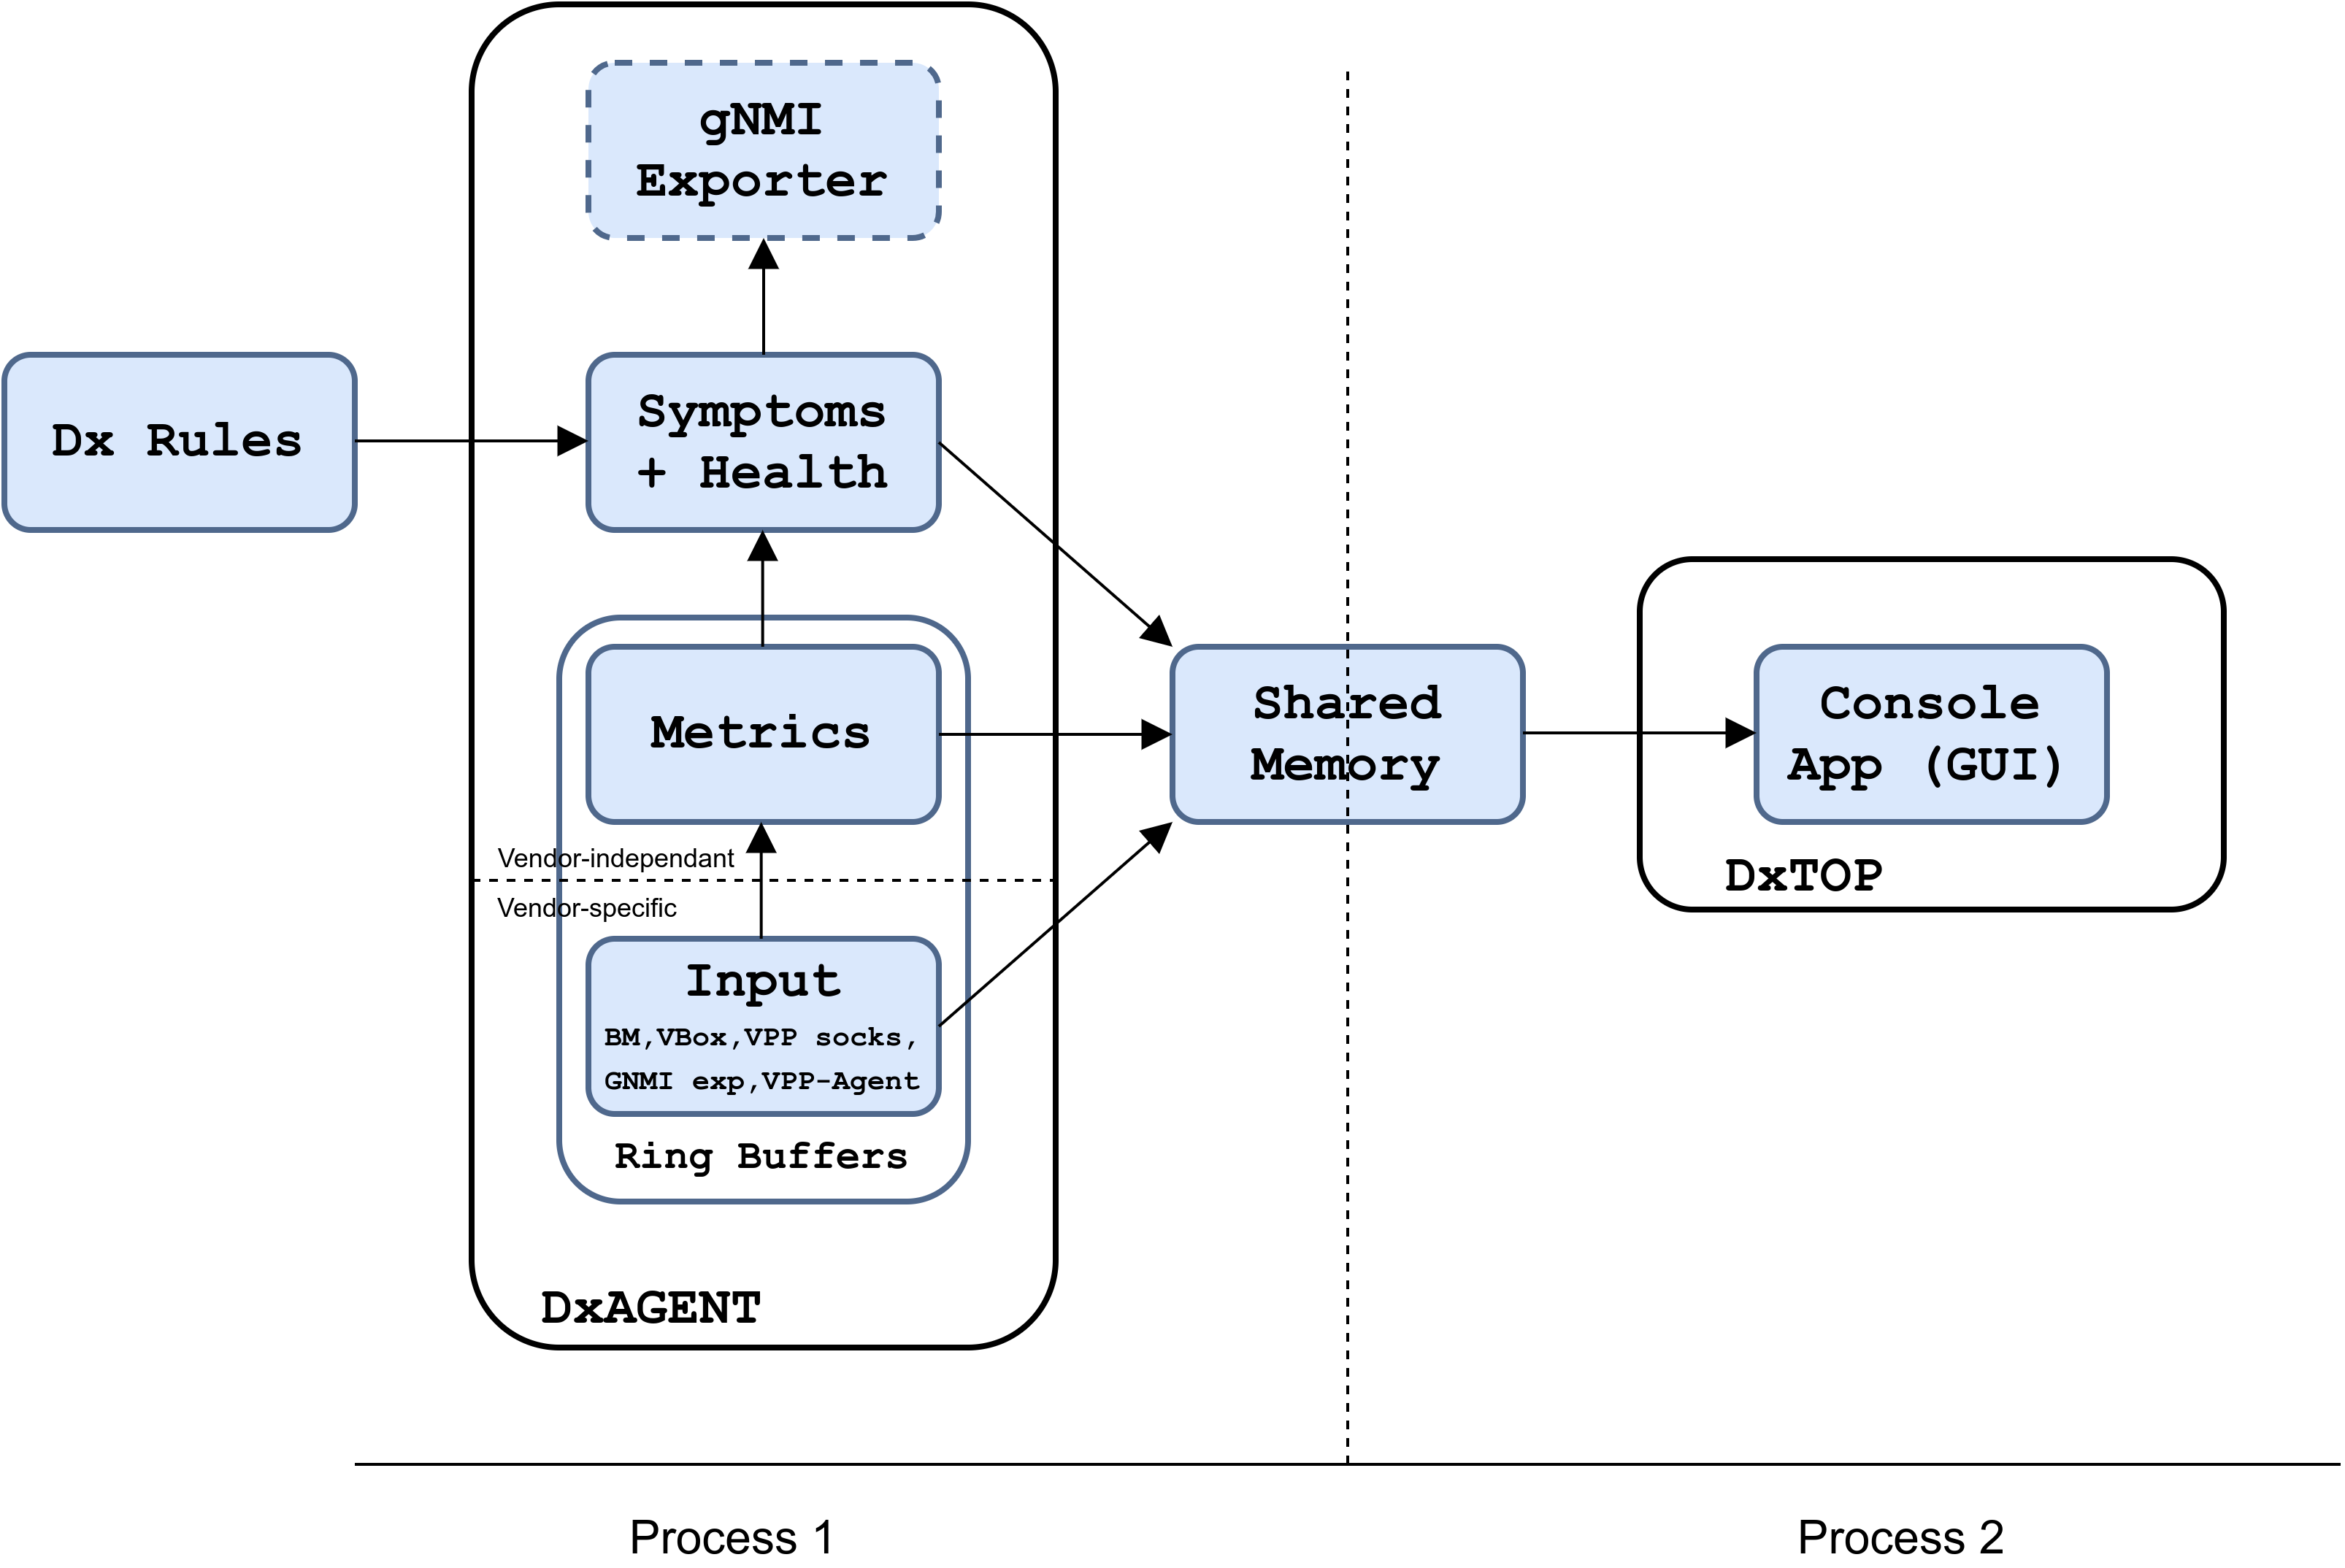 gNMI
Exporter
Dx Rules
Symptoms
+ Health
Metrics
Shared
Memory
Console
App (GUI)
DxTOP
Vendor-independant
Vendor-specific
Input
BM,VBox,VPP socks,
GNMI exp,VPP-Agent
Ring Buffers
DxAGENT
Process 1
Process 2